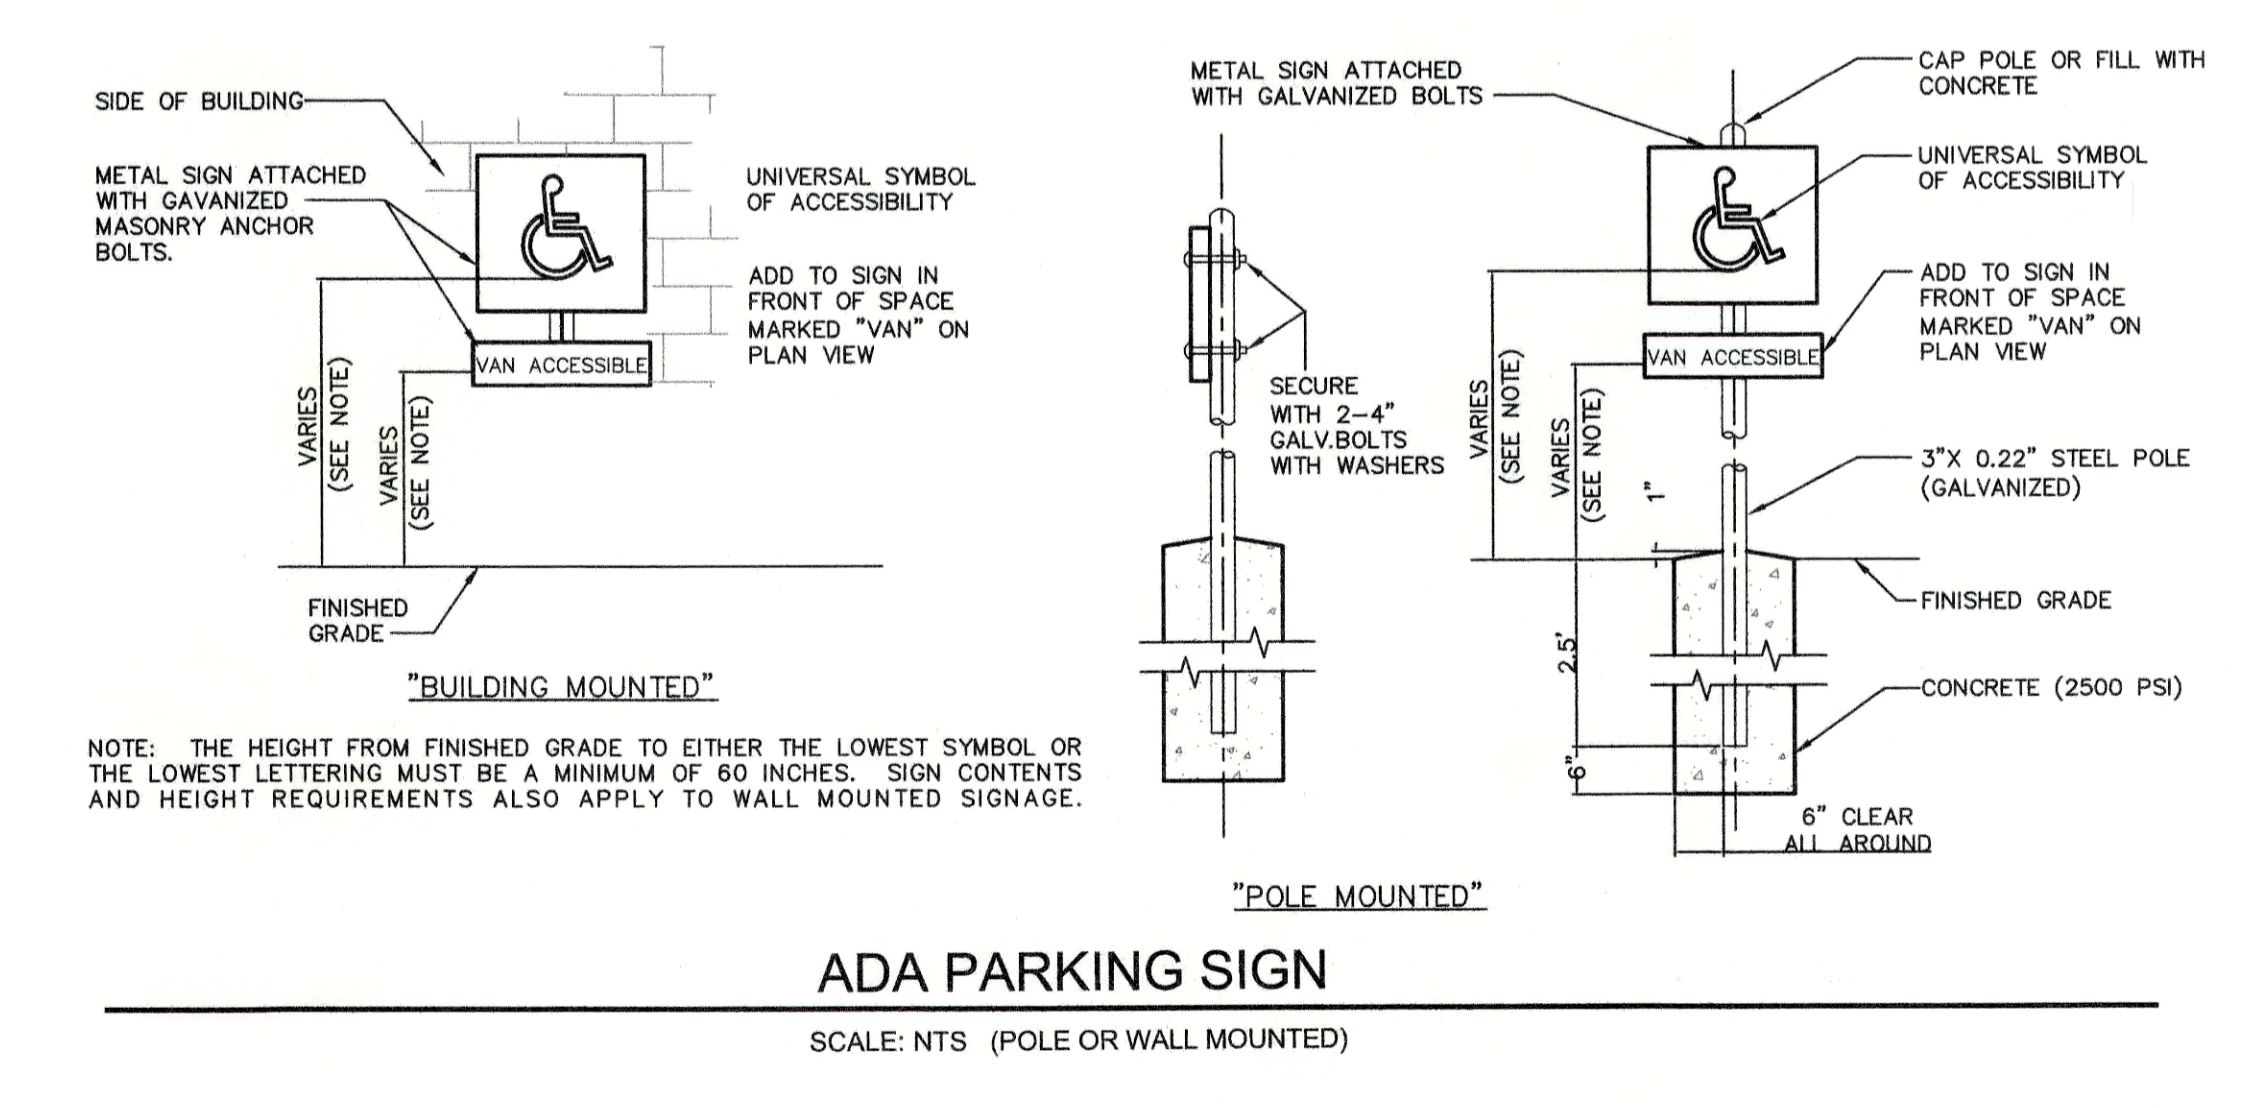 SIDE OF BUILDING
METAL SIGN ATTACHED
WITH GAVANIZED
MASONRY ANCHOR
BOLTS.
UNIVERSAL SYMBOL
OF ACCESSIBILITY
ADD TO SIGN IN
FRONT OF SPACE
MARKED "VAN" ON
PLAN VIEW
VAN ACCESSIBLE
VARIES
(SEE NOTE)
VARIES
(SEE NOTE)
FINISHED
GRADE
"BUILDING MOUNTED"
NOTE: THE HEIGHT FROM FINISHED GRADE TO EITHER THE LOWEST SYMBOL OR
THE LOWEST LETTERING MUST BE A MINIMUM OF 60 INCHES. SIGN CONTENTS
AND HEIGHT REQUIREMENTS ALSO APPLY TO WALL MOUNTED SIGNAGE.
METAL SIGN ATTACHED
WITH GALVANIZED BOLTS
CAP POLE OR FILL WITH
CONCRETE
UNIVERSAL SYMBOL
OF ACCESSIBILITY
ADD TO SIGN IN
FRONT OF SPACE
MARKED "VAN" ON
PLAN VIEW
VAN ACCESSIBLE
SECURE
WITH 2-4"
GALV.BOLTS
WITH WASHERS
VARIES
(SEE NOTE)
VARIES
(SEE NOTE)
1"
3"X 0.22" STEEL POLE
(GALVANIZED)
FINISHED GRADE
2.5'
CONCRETE (2500 PSI)
6"
6" CLEAR
ALL AROUND
"POLE MOUNTED"
ADA PARKING SIGN
SCALE: NTS (POLE OR WALL MOUNTED)